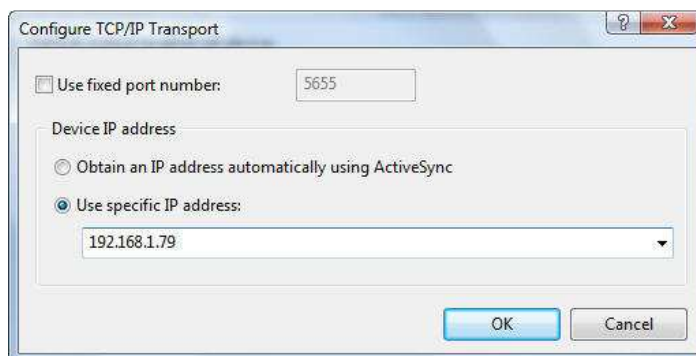 Configure TCP/IP Transport
Use fixed port number: 5655
Device IP address
Obtain an IP address automatically using ActiveSync
Use specific IP address:
192.168.1.79
OK Cancel